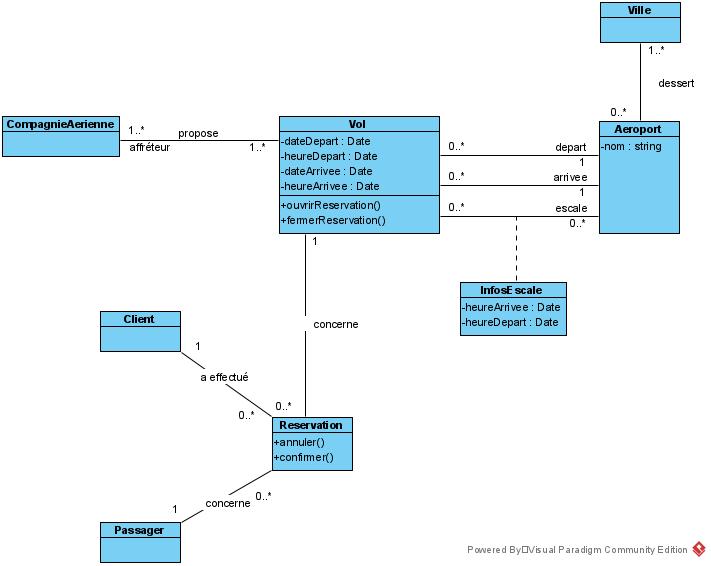 Ville
1..*
dessert
0..*
CompagnieAerienne
1..*
propose
affréteur
1..*
Vol
-dateDepart : Date
-heureDepart : Date
-dateArrivee : Date
-heureArrivee : Date
+ouvrirReservation()
+fermerReservation()
Aeroport
-nom : string
0..*
depart
1
0..*
arrivee
1
0..*
escale
0..*
1
InfosEscale
-heureArrivee : Date
-heureDepart : Date
concerne
Client
1
a effectué
0..*
0..*
Reservation
+annuler()
+confirmer()
0..*
concerne
1
Passager
Powered By□Visual Paradigm Community Edition